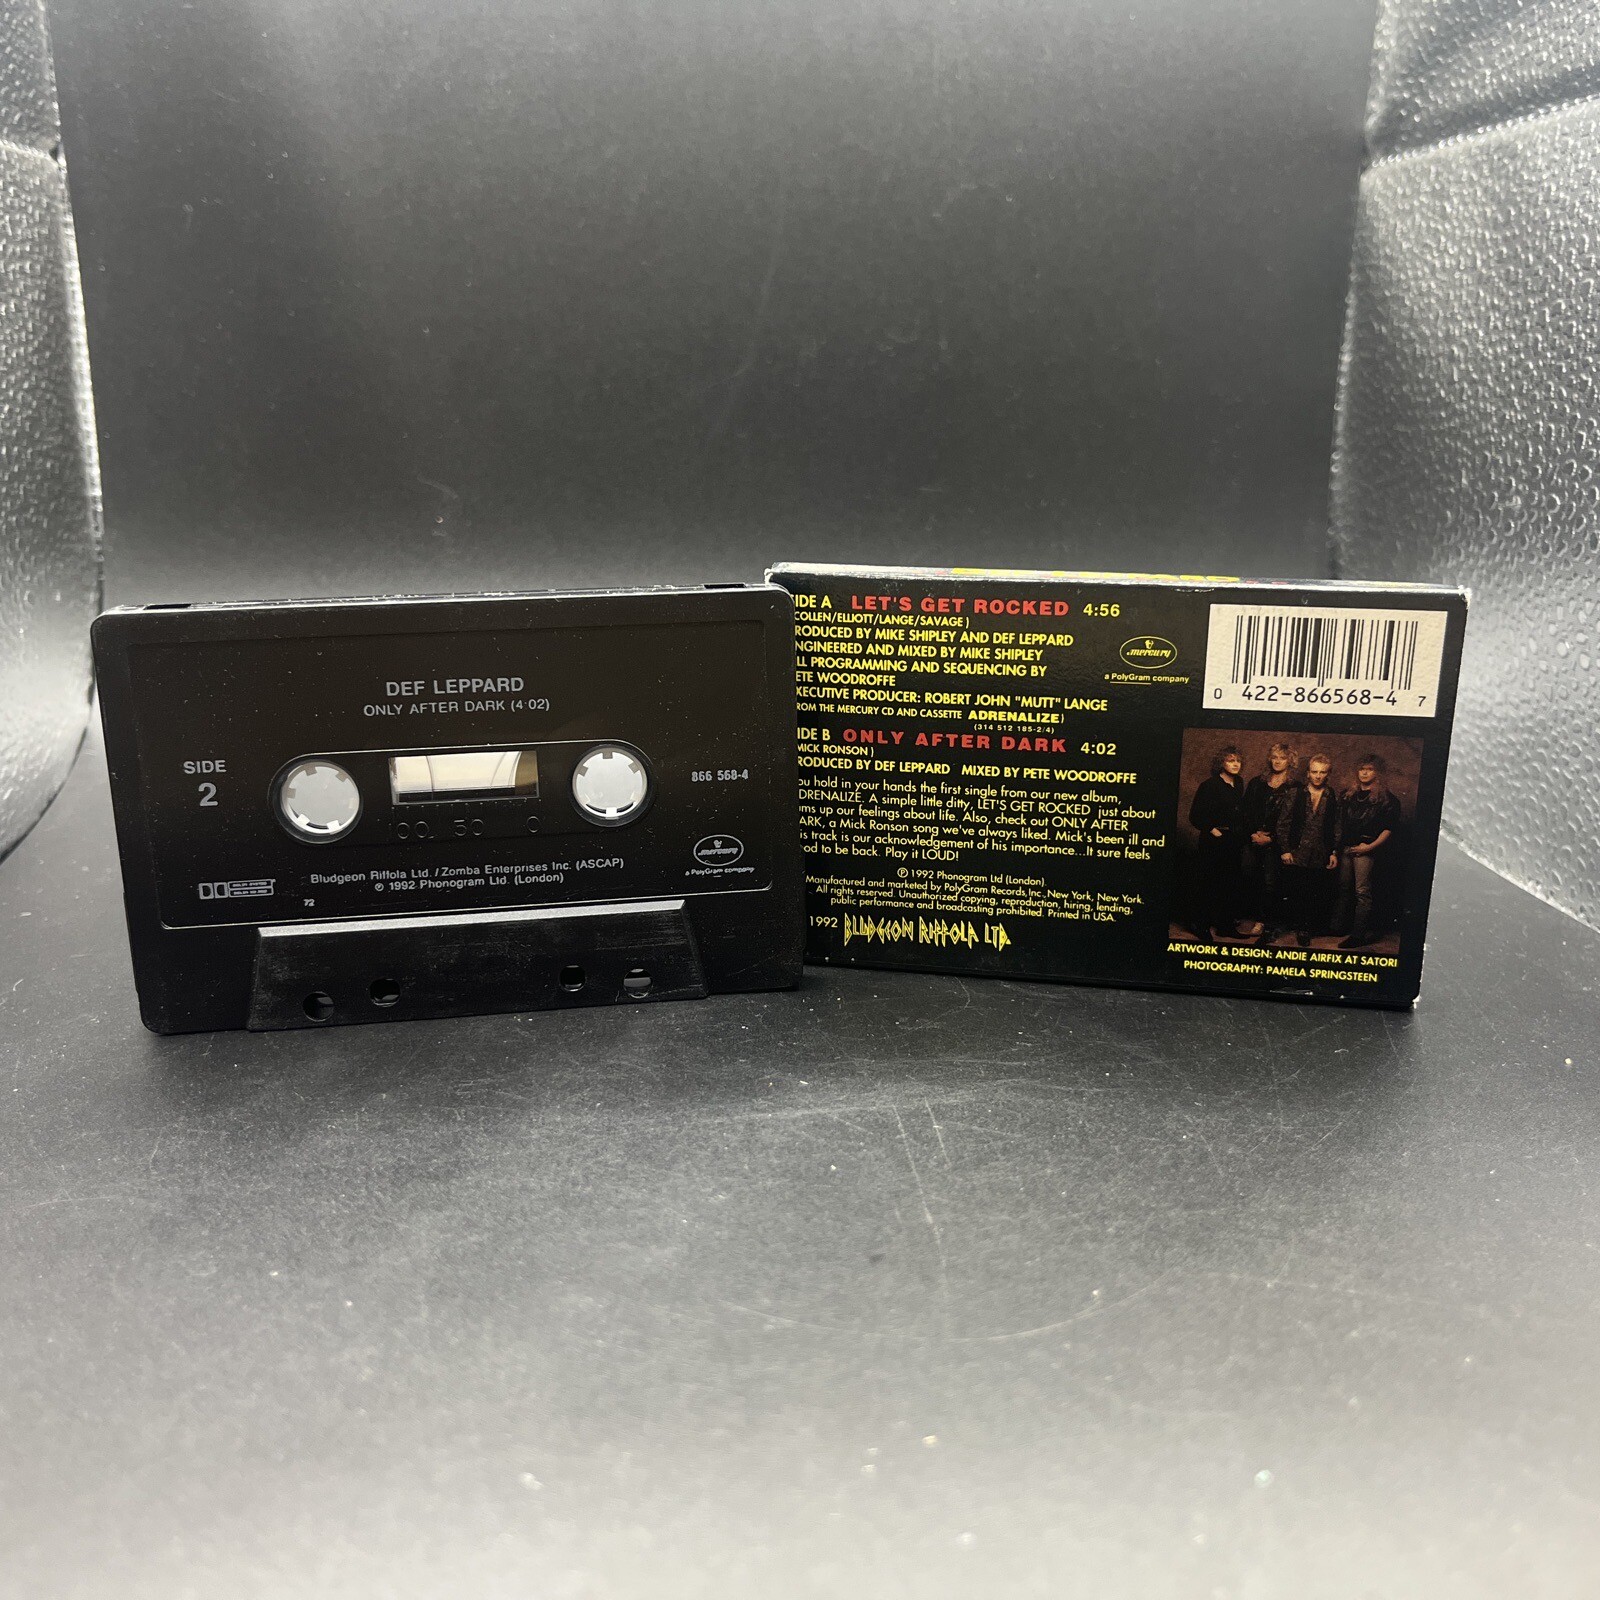 DEF LEPPARD
ONLY AFTER DARK (4:02)
SIDE
2
866 568-4
00 50 0
Bludgeon Riffola Ltd. / Zomba Enterprises Inc. (ASCAP)
℗ 1992 Phonogram Ltd. (London)
72
mercury
a PolyGram company
IDE A LET'S GET ROCKED 4:56
COLLEN/ELLIOTT/LANGE/SAVAGE)
RODUCED BY MIKE SHIPLEY AND DEF LEPPARD
NGINEERED AND MIXED BY MIKE SHIPLEY
LL PROGRAMMING AND SEQUENCING BY
ETE WOODROFFE
XECUTIVE PRODUCER: ROBERT JOHN "MUTT" LANGE
ROM THE MERCURY CD AND CASSETTE ADRENALIZE)
(314 512 185-2/4)
IDE B ONLY AFTER DARK 4:02
MICK RONSON)
RODUCED BY DEF LEPPARD MIXED BY PETE WOODROFFE
ou hold in your hands the first single from our new album,
DRENALIZE. A simple little ditty, LET'S GET ROCKED just about
ums up our feelings about life. Also, check out ONLY AFTER
ARK, a Mick Ronson song we've always liked. Mick's been ill and
is track is our acknowledgement of his importance...It sure feels
od to be back. Play it LOUD!
℗ 1992 Phonogram Ltd (London).
Manufactured and marketed by PolyGram Records, Inc., New York, New York.
All rights reserved. Unauthorized copying, reproduction, hiring, lending,
public performance and broadcasting prohibited. Printed in USA.
1992 BLUDGEON RIFFOLA LTD.
mercury
a PolyGram company
0 422-866568-4 7
ARTWORK & DESIGN: ANDIE AIRFIX AT SATORI
PHOTOGRAPHY: PAMELA SPRINGSTEEN